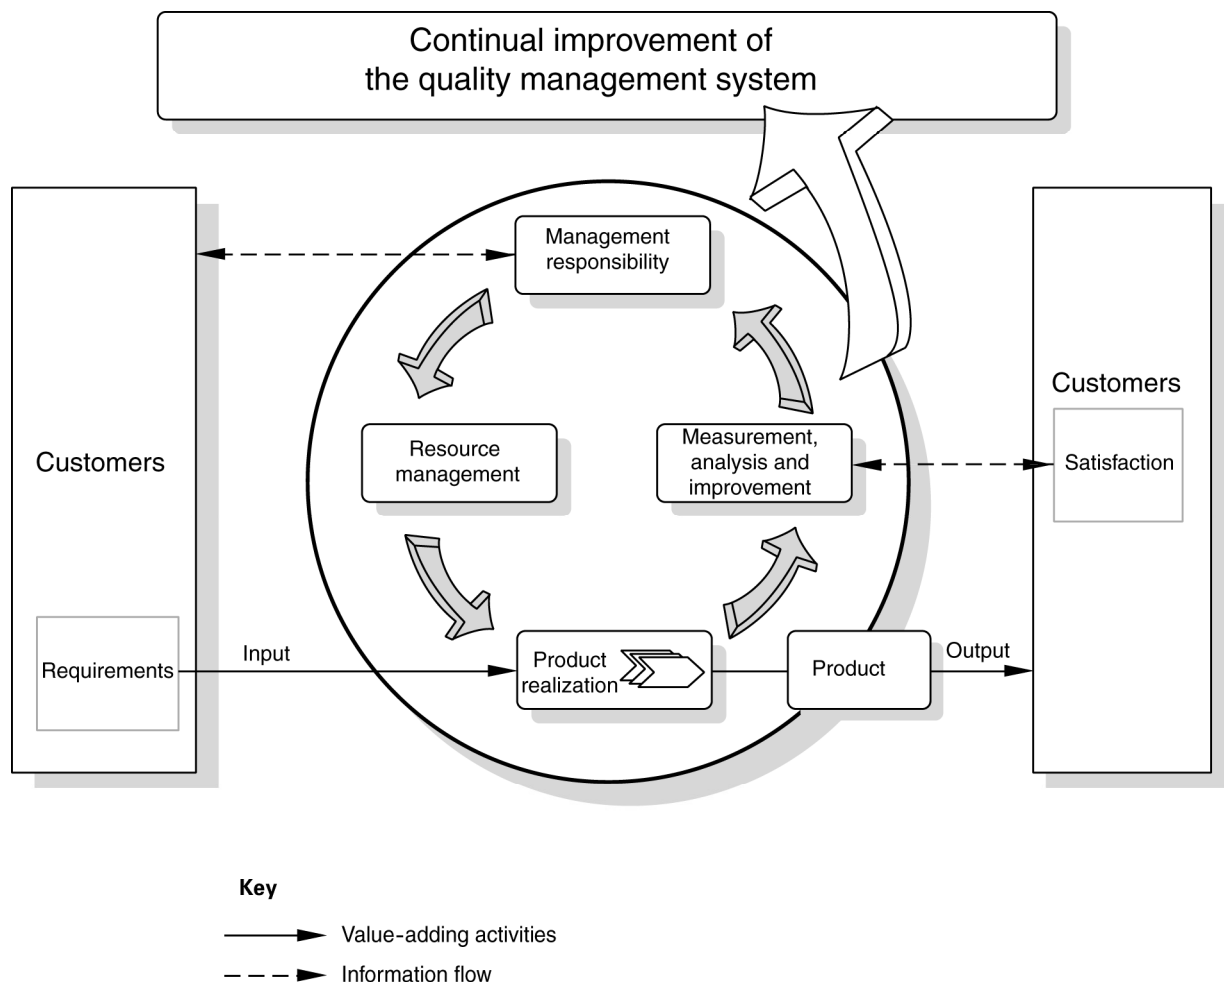 Continual improvement of
the quality management system
Management
responsibility
Customers
Resource
management
Measurement,
analysis and
improvement
Customers
Satisfaction
Requirements
Input
Product
realization
Product
Output
Key
Value-adding activities
Information flow